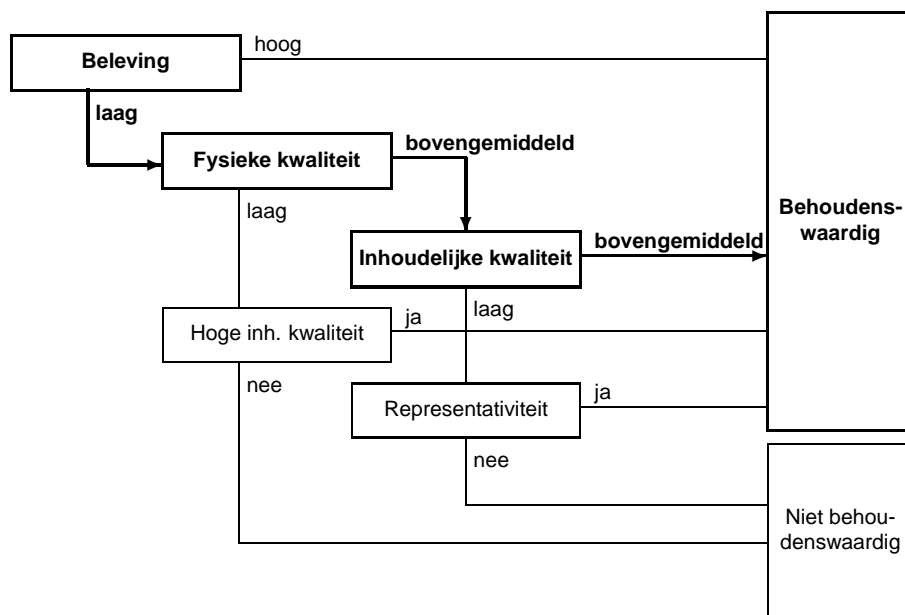 hoog
Beleving
laag
bovengemiddeld
Fysieke kwaliteit
laag
Behoudens-
waardig
bovengemiddeld
Inhoudelijke kwaliteit
laag
ja
Hoge inh. kwaliteit
nee
ja
Representativiteit
nee
Niet behou-
denswaardig